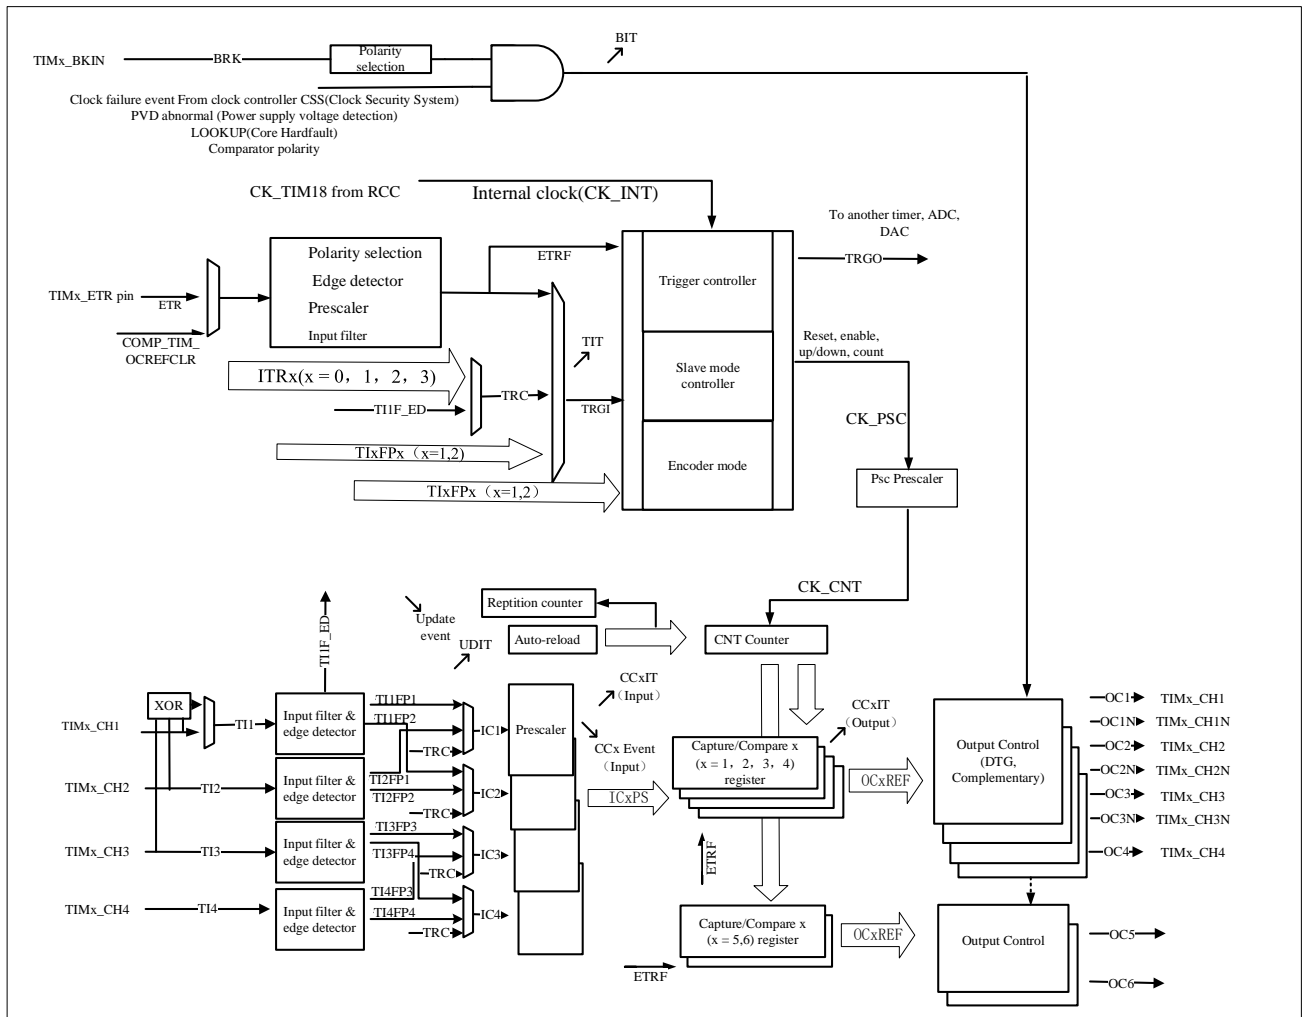 BIT
TIMx_BKIN
BRK
Polarity
selection
Clock failure event From clock controller CSS(Clock Security System)
PVD abnormal (Power supply voltage detection)
LOOKUP(Core Hardfault)
Comparator polarity
CK_TIM18 from RCC
Internal clock(CK_INT)
To another timer, ADC,
DAC
TRGO
Polarity selection
Edge detector
Prescaler
Input filter
ETRF
Trigger controller
TIMx_ETR pin
ETR
COMP_TIM_
OCREFCLR
TIT
Reset, enable,
up/down, count
ITRx(x = 0, 1, 2, 3)
Slave mode
controller
TRC
TRGI
TI1F_ED
CK_PSC
TIxFPx（x=1,2)
Encoder mode
TIxFPx（x=1,2）
Psc Prescaler
CK_CNT
Reptition counter
Update
event
Auto-reload
CNT Counter
UDIT
TI1F_ED
CCxIT
(Input)
CCxIT
(Output)
XOR
TIMx_CH1
TI1
Input filter &
edge detector
TI1FP1
TI1FP2
TRC
IC1
Prescaler
CCx Event
(Input)
Capture/Compare x
(x = 1, 2, 3, 4)
register
Output Control
(DTG,
Complementary)
OC1
TIMx_CH1
OC1N
TIMx_CH1N
OC2
TIMx_CH2
OC2N
TIMx_CH2N
OC3
TIMx_CH3
OC3N
TIMx_CH3N
OC4
TIMx_CH4
TIMx_CH2
TI2
Input filter &
edge detector
TI2FP1
TI2FP2
TRC
IC2
ICxPS
OCxREF
TIMx_CH3
TI3
Input filter &
edge detector
TI3FP3
TI3FP4
TRC
IC3
ETRF
TIMx_CH4
TI4
Input filter &
edge detector
TI4FP3
TI4FP4
TRC
IC4
Capture/Compare x
(x = 5,6) register
OCxREF
Output Control
OC5
ETRF
OC6